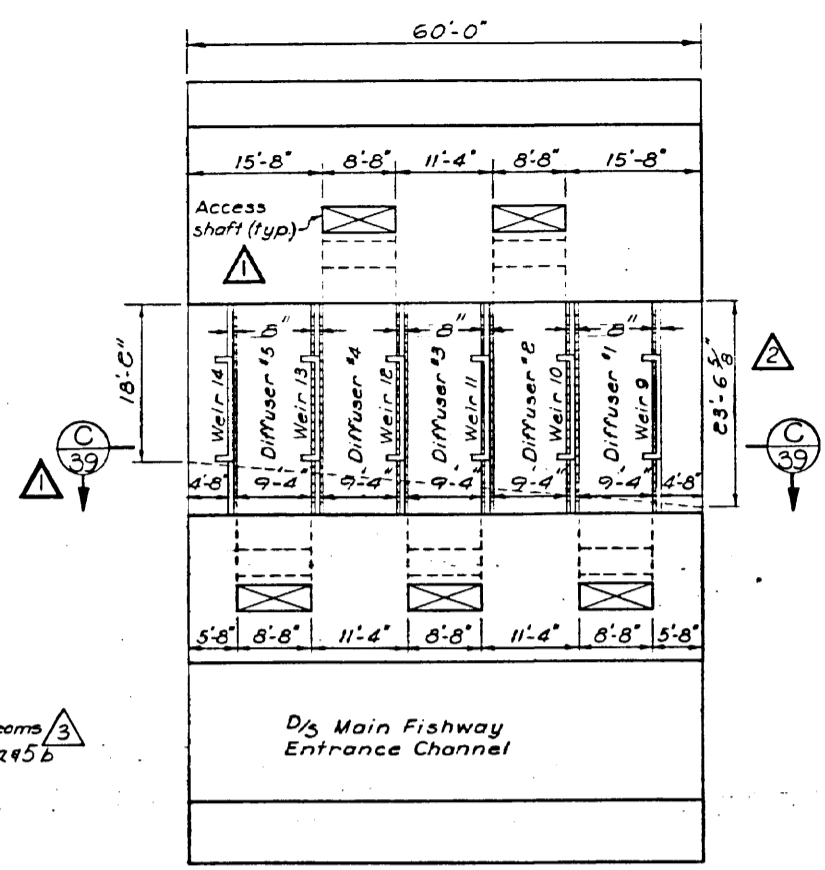 60'-0"
15'-8" 8'-8" 11'-4" 8'-8" 15'-8"
Access
shaft (typ.)
1
8" 8" 8"
18'-2"
Weir 14
Diffuser #5
Weir 13
Diffuser #4
Weir 12
Diffuser #3
Weir 11
Diffuser #2
Weir 10
Diffuser #1
Weir 9
23'-6 5/8"
2
C
39
1
C
39
4'-8" 9'-4" 9'-4" 9'-4" 9'-4" 9'-4" 4'-8"
5'-8" 8'-8" 11'-4" 8'-8" 11'-4" 8'-8" 5'-8"
3
D/s Main Fishway
Entrance Channel